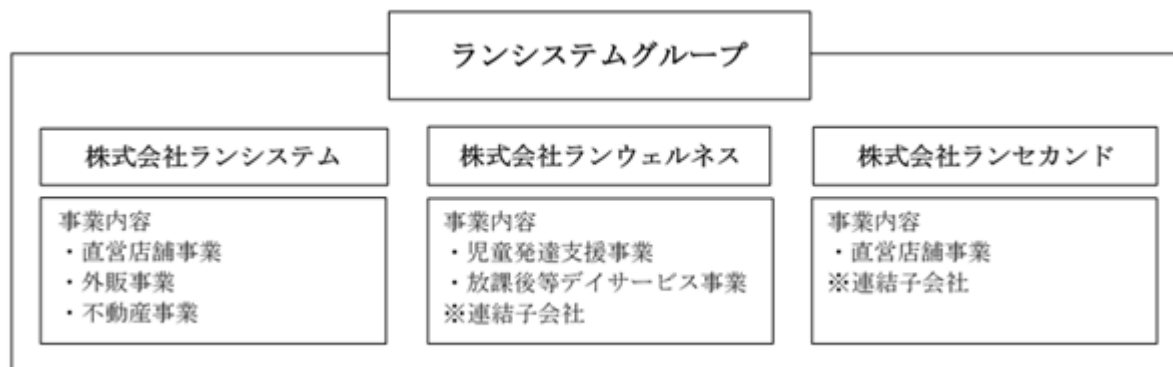 ランシステムグループ
株式会社ランシステム
事業内容
・直営店舗事業
・外販事業
・不動産事業
株式会社ランウェルネス
事業内容
・児童発達支援事業
・放課後等デイサービス事業
※連結子会社
株式会社ランセカンド
事業内容
・直営店舗事業
※連結子会社